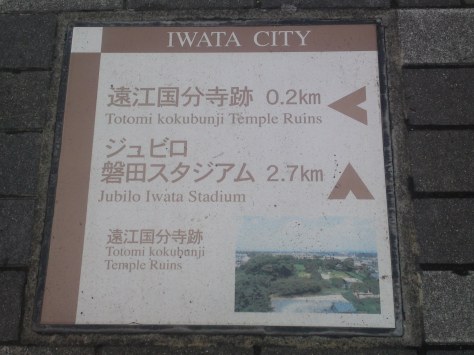 IWATA CITY
遠江国分寺跡 0.2km
Totomi kokubunji Temple Ruins
ジュビロ
磐田スタジアム 2.7km
Jubilo Iwata Stadium
遠江国分寺跡
Totomi kokubanji
Temple Ruins